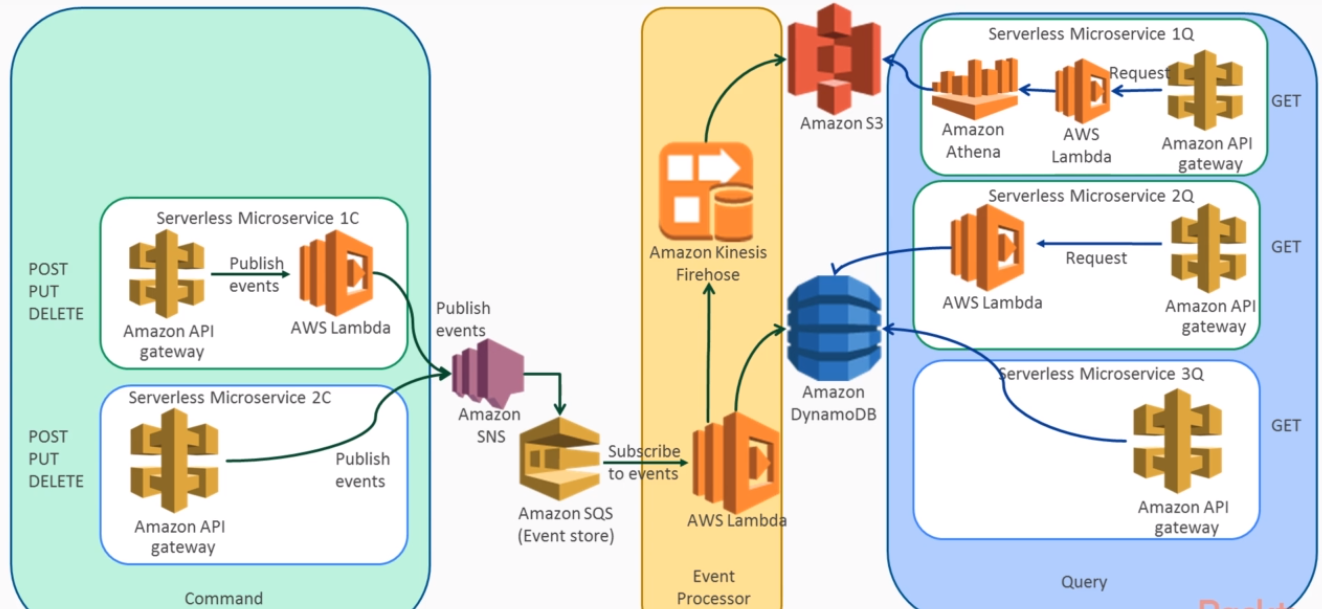 Serverless Microservice 1C
POST
PUT
DELETE
Amazon API
gateway
Publish
events
AWS Lambda
Serverless Microservice 2C
POST
PUT
DELETE
Amazon API
gateway
Publish
events
Command
Publish
events
Amazon
SNS
Amazon SQS
(Event store)
Subscribe
to events
Amazon Kinesis
Firehose
AWS Lambda
Event
Processor
Amazon S3
Amazon
DynamoDB
Serverless Microservice 1Q
Request
GET
Amazon
Athena
AWS
Lambda
Amazon API
gateway
Serverless Microservice 2Q
Request
GET
AWS Lambda
Amazon API
gateway
Serverless Microservice 3Q
GET
Amazon API
gateway
Query